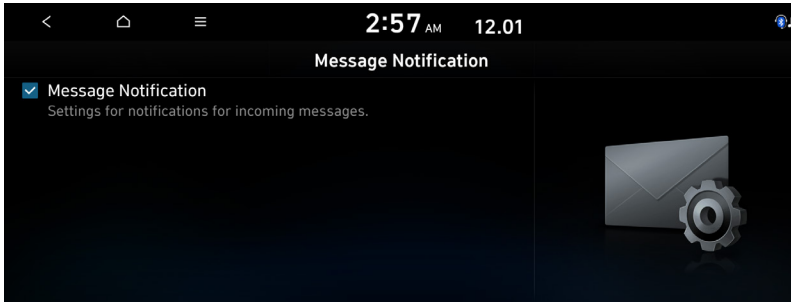 2:57 AM 12.01
Message Notification
Message Notification
Settings for notifications for incoming messages.